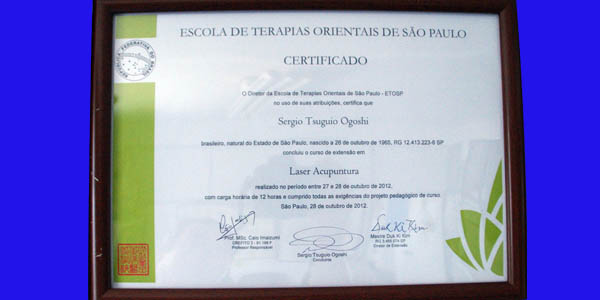 ESCOLA DE TERAPIAS ORIENTAIS DE SÃO PAULO
CERTIFICADO
O Diretor da Escola de Terapias Orientais de São Paulo - ETOSP
no uso de suas atribuições, certifica que
Sergio Tsuguio Ogoshi
brasileiro, natural do Estado de São Paulo, nascido a 26 de outubro de 1965, RG 12.413.223-8 SP
concluiu o curso de extensão em
Laser Acupuntura
realizado no período entre 27 e 28 de outubro de 2012,
com carga horária de 12 horas e cumprido todas as exigências do projeto pedagógico de curso.
São Paulo, 28 de outubro de 2012.
Prof. MSc. Caio Imaizumi
Professor Responsável
Sergio Tsuguio Ogoshi
Mestre Duk Ki Kim
Diretor de Extensão